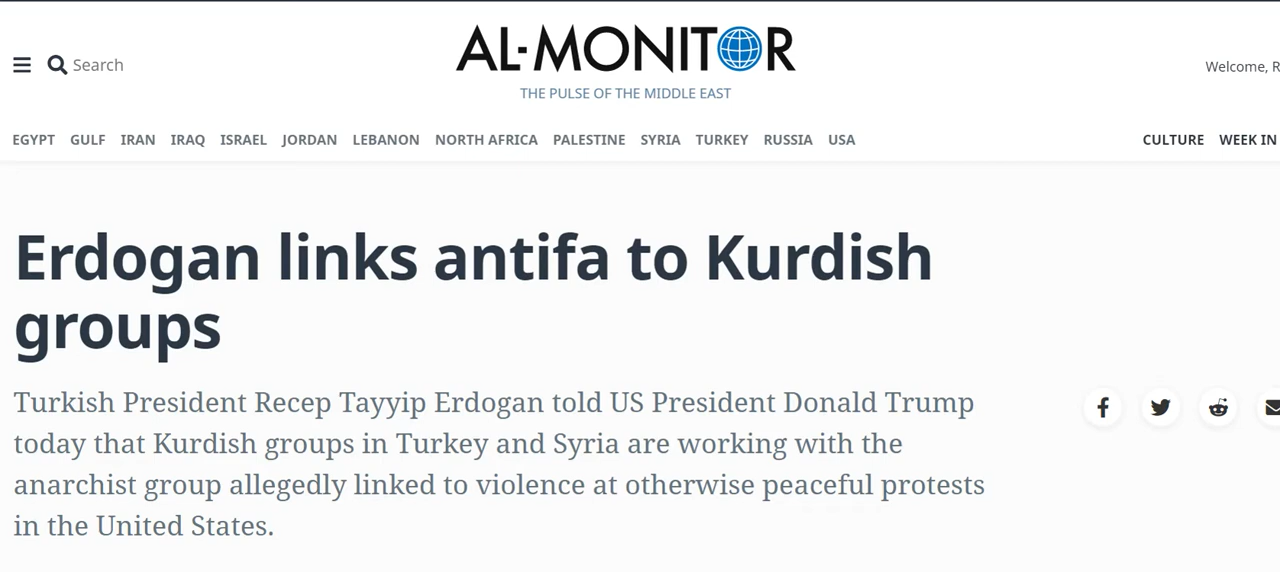 AL-MONITOR
Search
Welcome, R
THE PULSE OF THE MIDDLE EAST
EGYPT GULF IRAN IRAQ ISRAEL JORDAN LEBANON NORTH AFRICA PALESTINE SYRIA TURKEY RUSSIA USA CULTURE WEEK IN
Erdogan links antifa to Kurdish
groups
Turkish President Recep Tayyip Erdogan told US President Donald Trump
today that Kurdish groups in Turkey and Syria are working with the
anarchist group allegedly linked to violence at otherwise peaceful protests
in the United States.